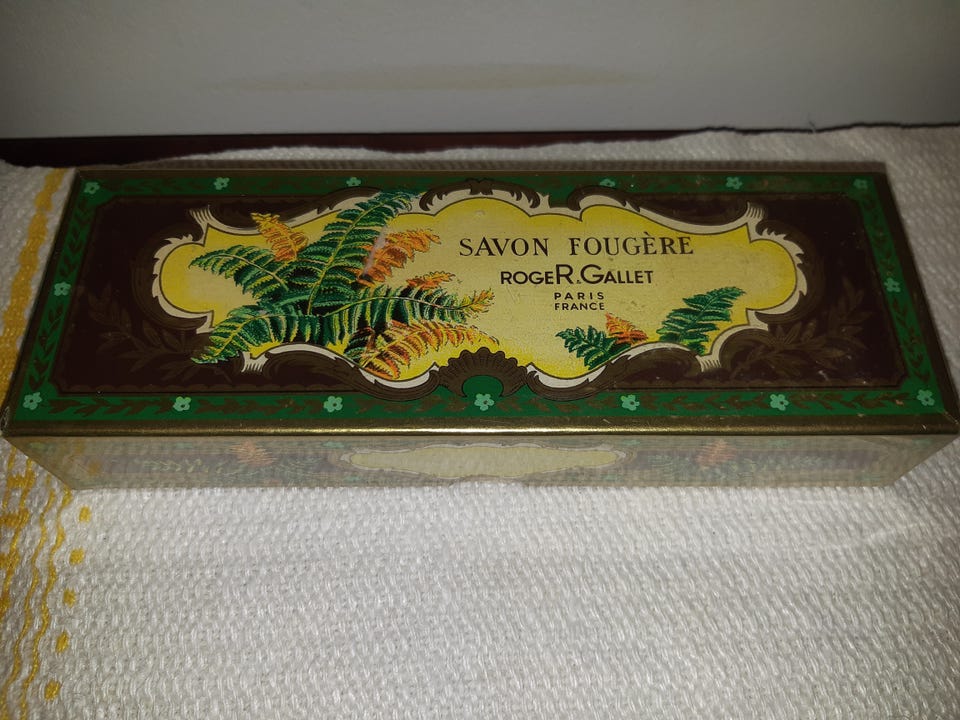 SAVON FOUGÈRE
ROGER & GALLET
PARIS
FRANCE